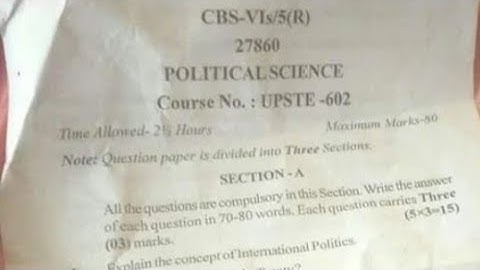 CBS-VIs/5(R)
27860
POLITICAL SCIENCE
Course No. : UPSTE -602
Time Allowed- 2½ Hours Maximum Marks-80
Note: Question paper is divided into Three Sections.
SECTION -A
All the questions are compulsory in this Section. Write the answer
of each question in 70-80 words. Each question carries Three
(03) marks. (5×3=15)
Explain the concept of International Politics.